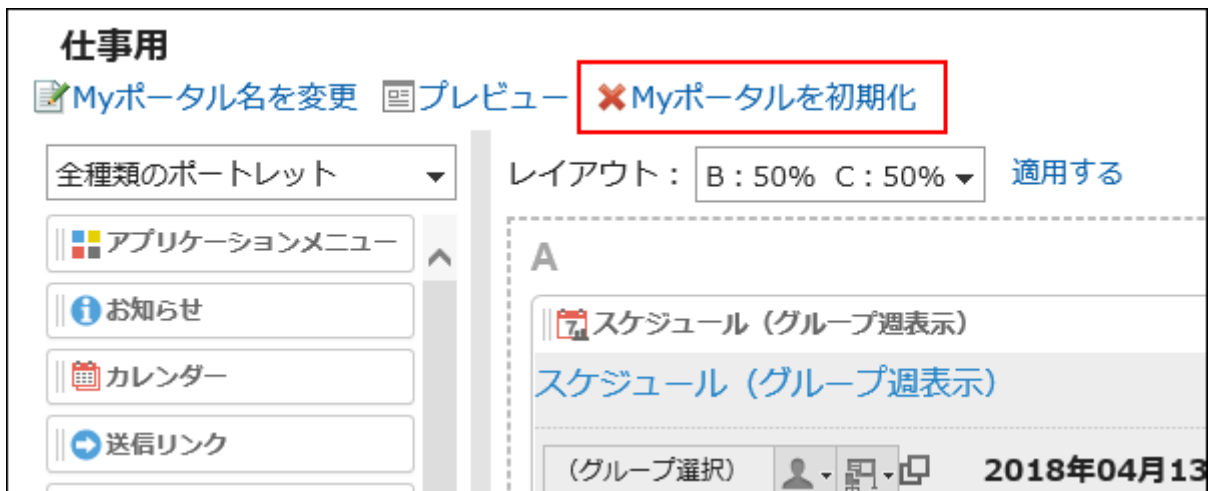 仕事用
Myポータル名を変更 プレビュー Myポータルを初期化
全種類のポートレット
レイアウト： B：50% C：50% 適用する
アプリケーションメニュー
お知らせ
カレンダー
送信リンク
A
7
スケジュール（グループ週表示）
スケジュール（グループ週表示）
（グループ選択）
2018年04月13